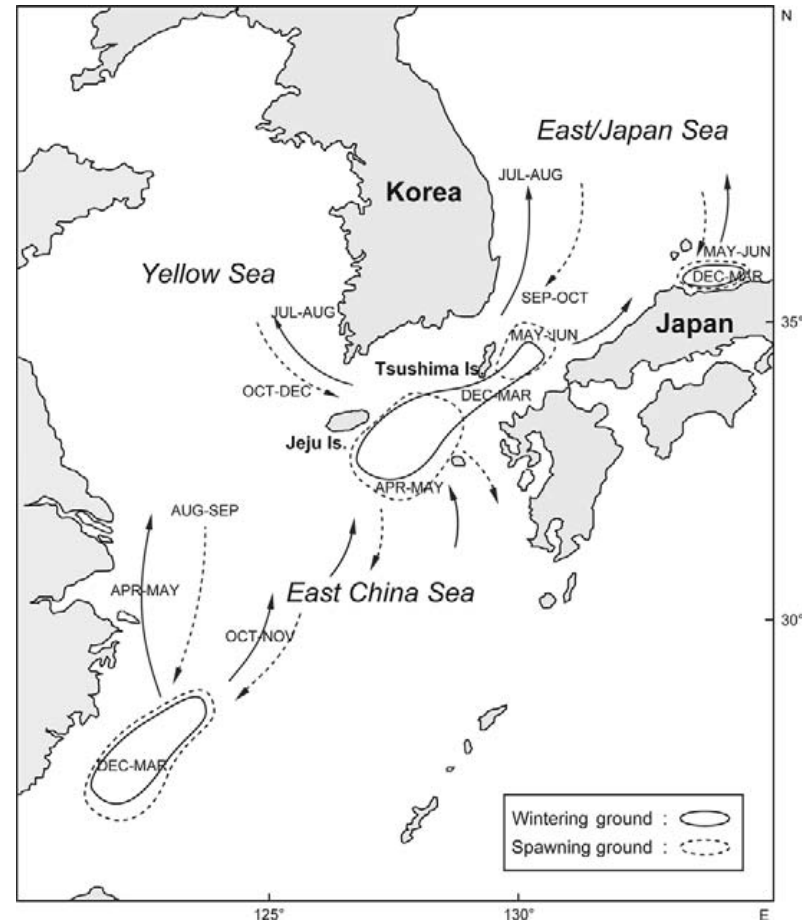 N
East/Japan Sea
JUL-AUG
Korea
MAY-JUN
DEC-MAR
Yellow Sea
SEP-OCT
JUL-AUG
35°
Japan
MAY-JUN
Tsushima Is.
OCT-DEC
DEC-MAR
Jeju Is.
APR-MAY
AUG-SEP
APR-MAY
East China Sea
30°
OCT-NOV
DEC-MAR
Wintering ground :
Spawning ground :
125°
130°
E